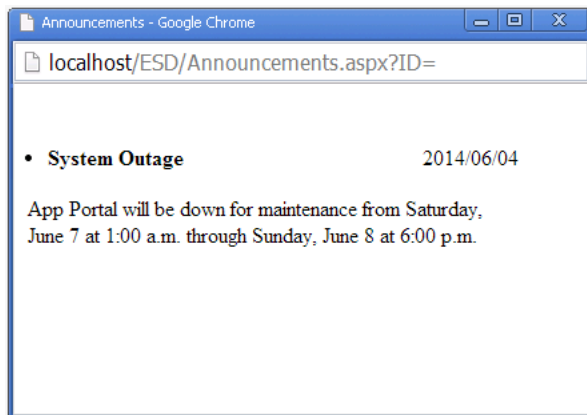 Announcements - Google Chrome
localhost/ESD/Announcements.aspx?ID=
• System Outage 2014/06/04
App Portal will be down for maintenance from Saturday,
June 7 at 1:00 a.m. through Sunday, June 8 at 6:00 p.m.